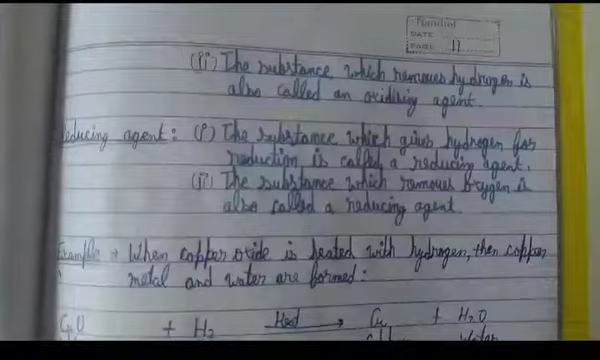 DATE
PAGE 17
(ii) The substance which removes hydrogen is
also called an oxidising agent.
Reducing agent: (i) The substance which gives hydrogen for
reduction is called a reducing agent.
(ii) The substance which removes oxygen is
also called a reducing agent.
Example → When copper oxide is heated with hydrogen, then copper
metal and water are formed:
CuO + H₂ Heat → Cu + H₂O
Water